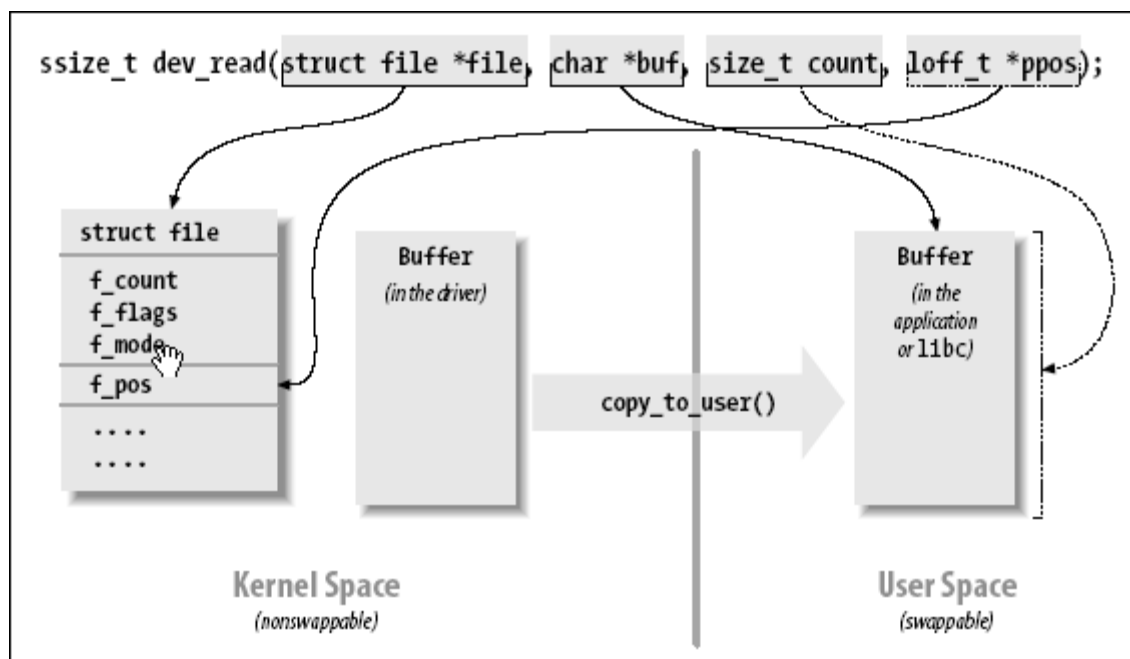 ssize_t dev_read(struct file *file, char *buf, size_t count, loff_t *ppos);
struct file
f_count
f_flags
f_mode
f_pos
....
....
Buffer
(in the driver)
copy_to_user()
Buffer
(in the
application
or libc)
Kernel Space
(nonswappable)
User Space
(swappable)